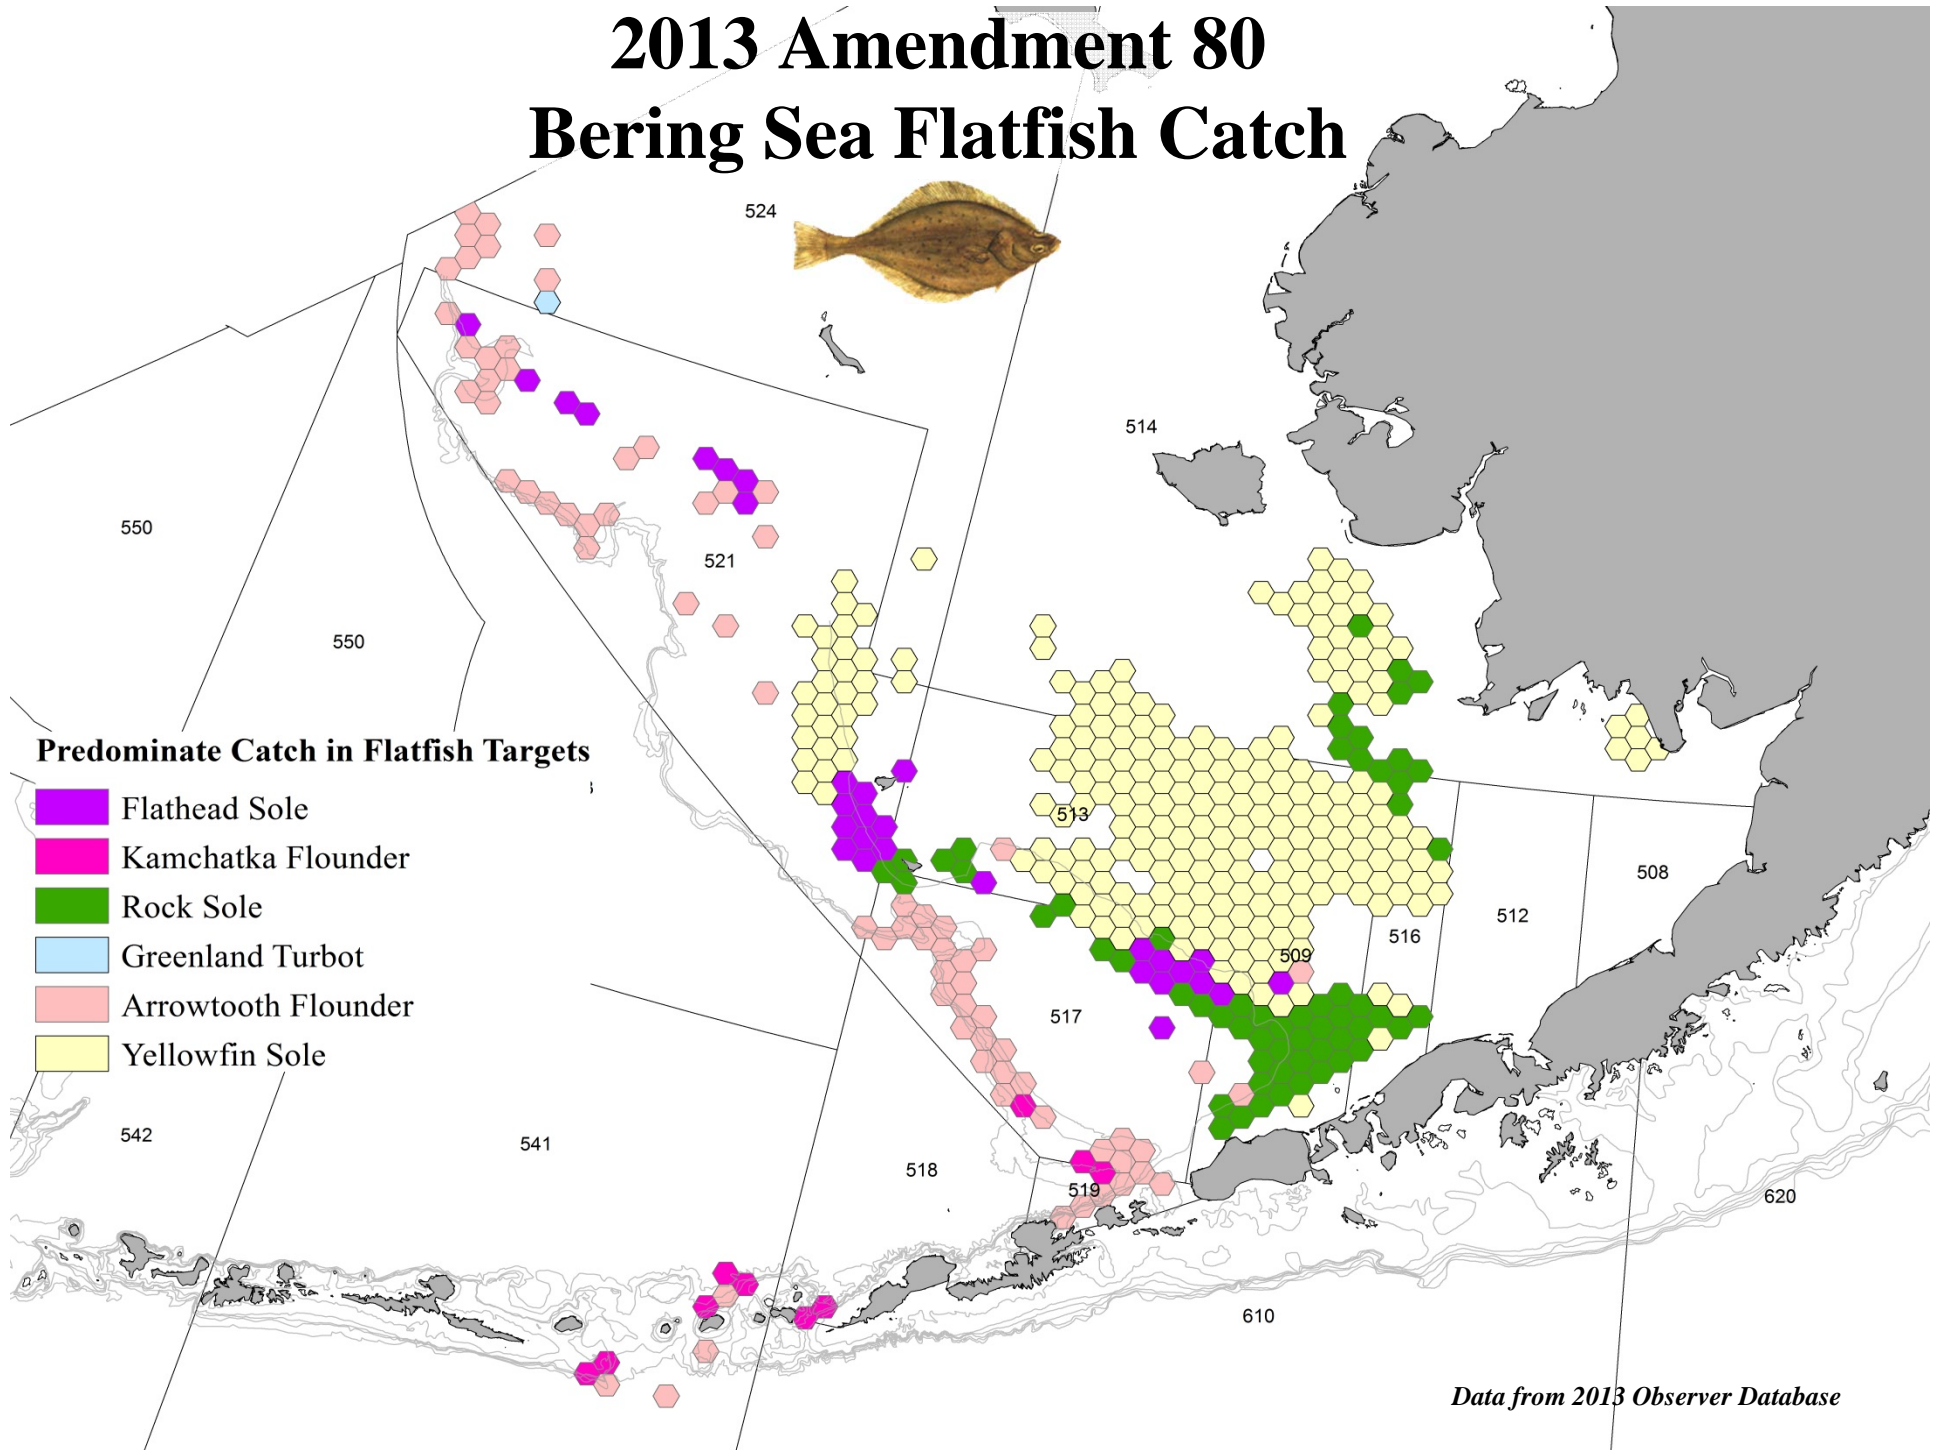 2013 Amendment 80
Bering Sea Flatfish Catch
524
514
550
521
550
Predominate Catch in Flatfish Targets
Flathead Sole
Kamchatka Flounder
Rock Sole
Greenland Turbot
Arrowtooth Flounder
Yellowfin Sole
513
508
512
516
509
517
542
541
518
519
620
610
Data from 2013 Observer Database